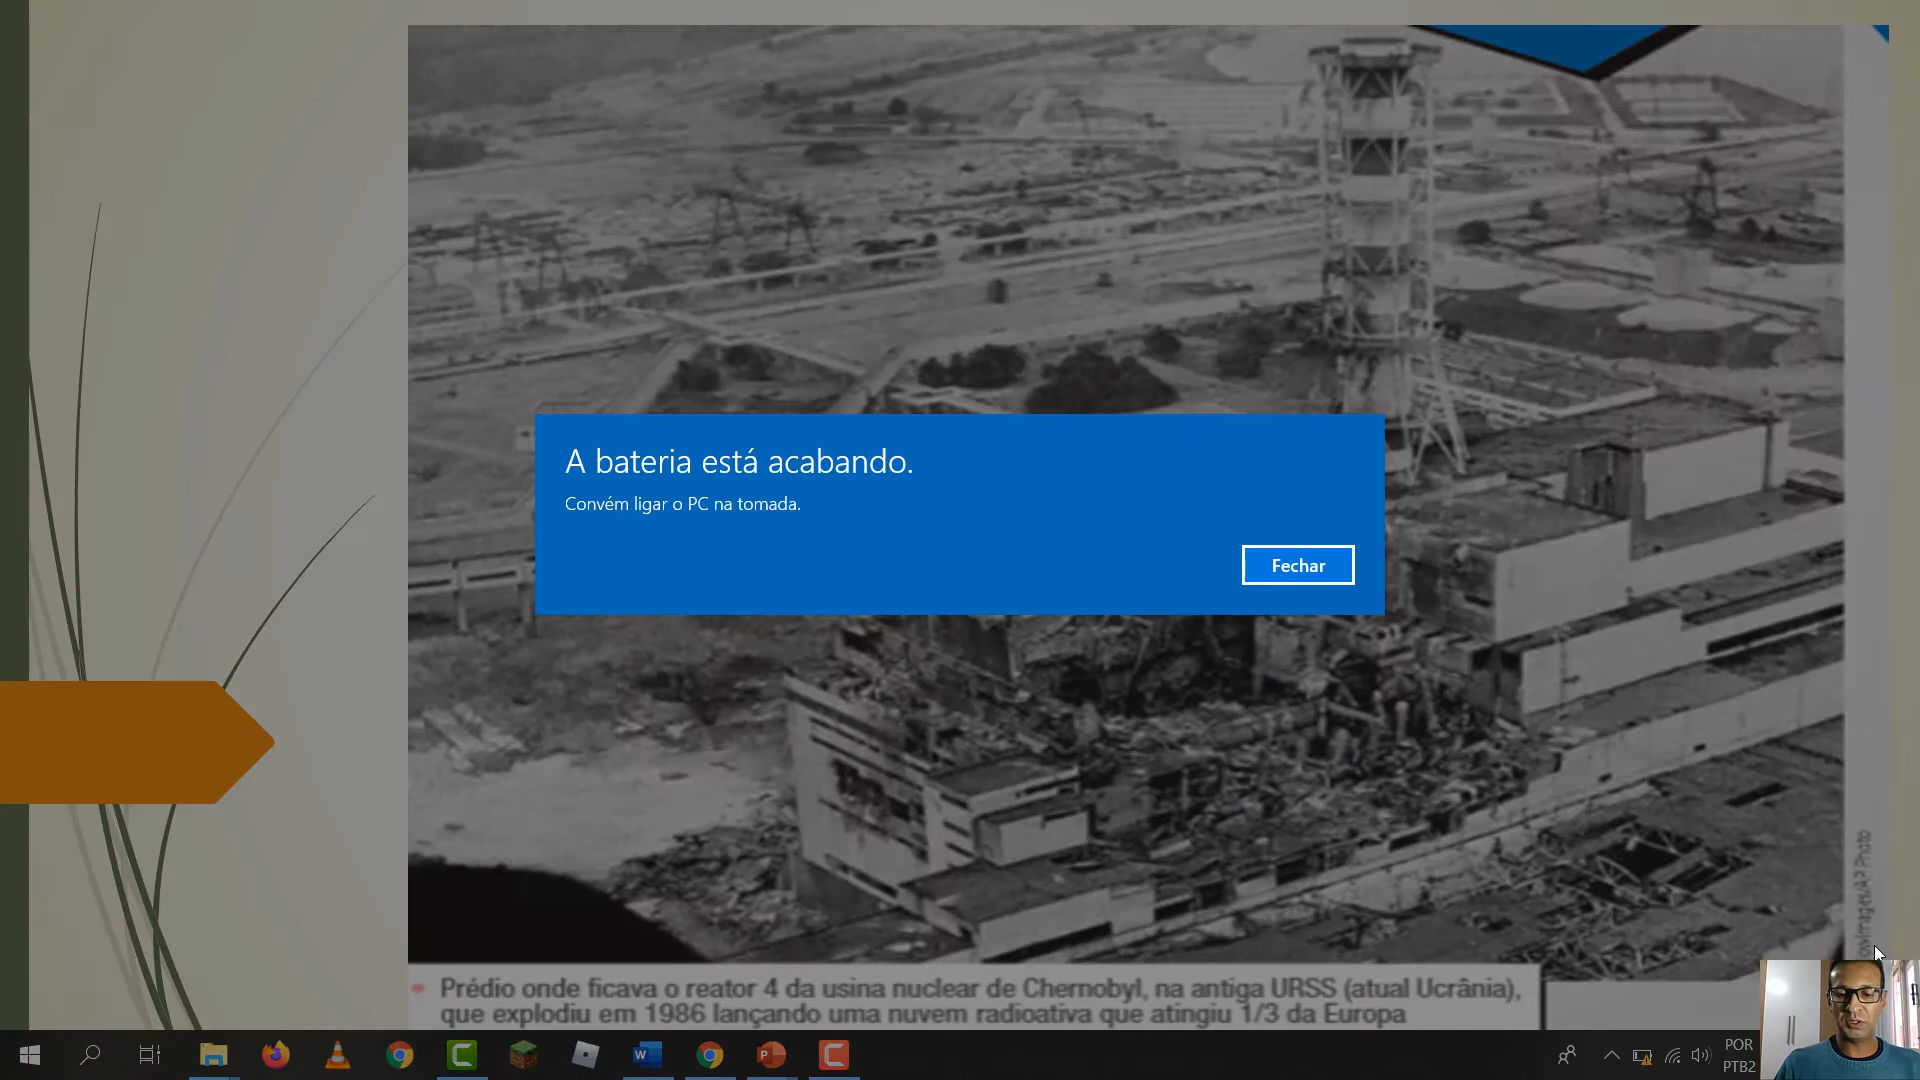 A bateria está acabando.
Convém ligar o PC na tomada.
Fechar
Prédio onde ficava o reator 4 da usina nuclear de Chernobyl, na antiga URSS (atual Ucrânia),
que explodiu em 1986 lançando uma nuvem radioativa que atingiu 1/3 da Europa
POR
PTB2